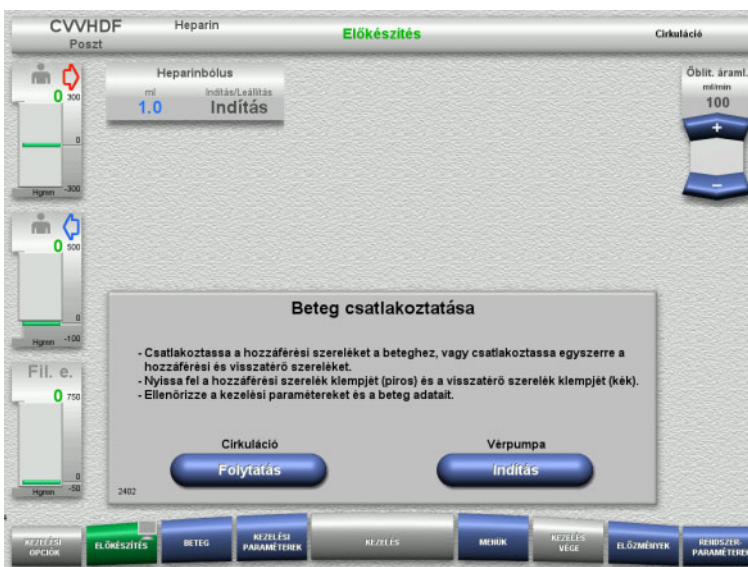 CVVHDF
Poszt
Heparin
Előkészítés
Cirkuláció
0 300
0
Hgmm -300
Heparinbólus
ml Indítás/Leállítás
1.0 Indítás
Öblít. áraml.
ml/min
100
+
−
0 500
0
Hgmm -100
Fil. e.
0 750
0
Hgmm -50
Beteg csatlakoztatása
- Csatlakoztassa a hozzáférési szereléket a beteghez, vagy csatlakoztassa egyszerre a
hozzáférési és visszatérő szereléket.
- Nyissa fel a hozzáférési szerelék klempjét (piros) és a visszatérő szerelék klempjét (kék).
- Ellenőrizze a kezelési paramétereket és a beteg adatait.
Cirkuláció
Vérpumpa
Folytatás
Indítás
2402
KEZELÉSI
OPCIÓK
ELŐKÉSZÍTÉS
BETEG
KEZELÉSI
PARAMÉTEREK
KEZELÉS
MENÜK
KEZELÉS
VÉGE
ELŐZMÉNYEK
RENDSZER-
PARAMÉTEREK